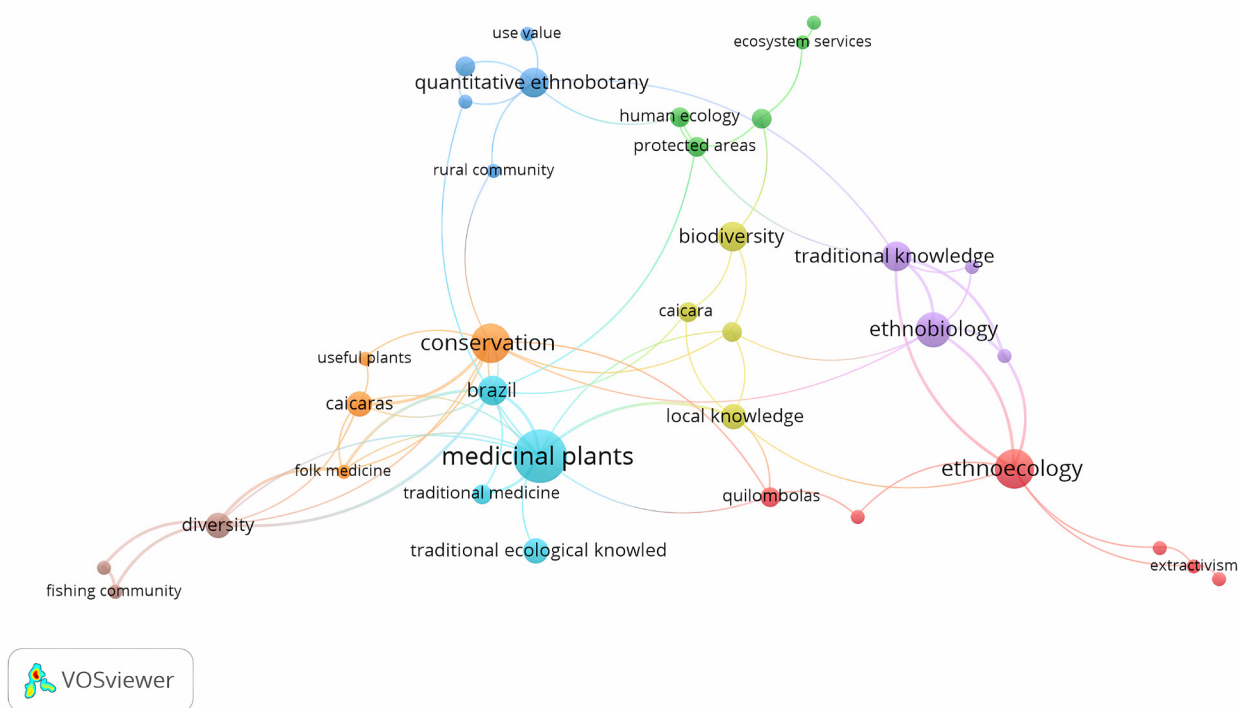 use value
ecosystem services
quantitative ethnobotany
human ecology
protected areas
rural community
biodiversity
traditional knowledge
caicara
ethnobiology
conservation
useful plants
brazil
caicaras
local knowledge
medicinal plants
ethnoecology
folk medicine
traditional medicine
quilombolas
diversity
traditional ecological knowled
extractivism
fishing community
VOSviewer